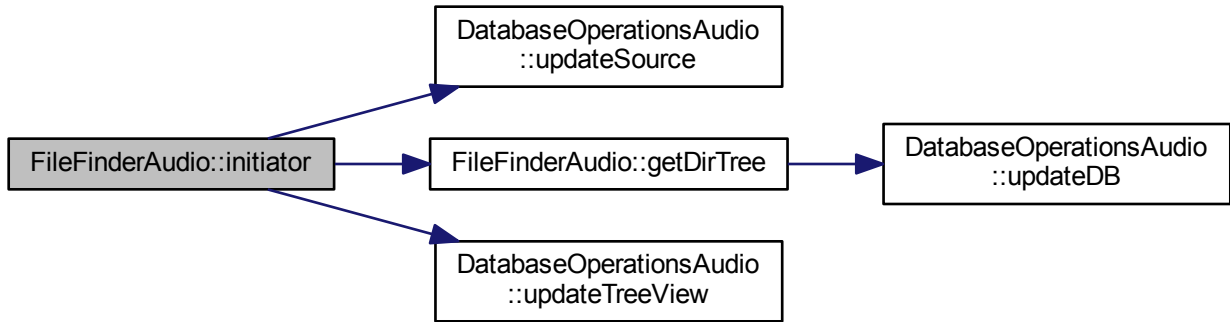 DatabaseOperationsAudio
::updateSource
FileFinderAudio::initiator
FileFinderAudio::getDirTree
DatabaseOperationsAudio
::updateDB
DatabaseOperationsAudio
::updateTreeView